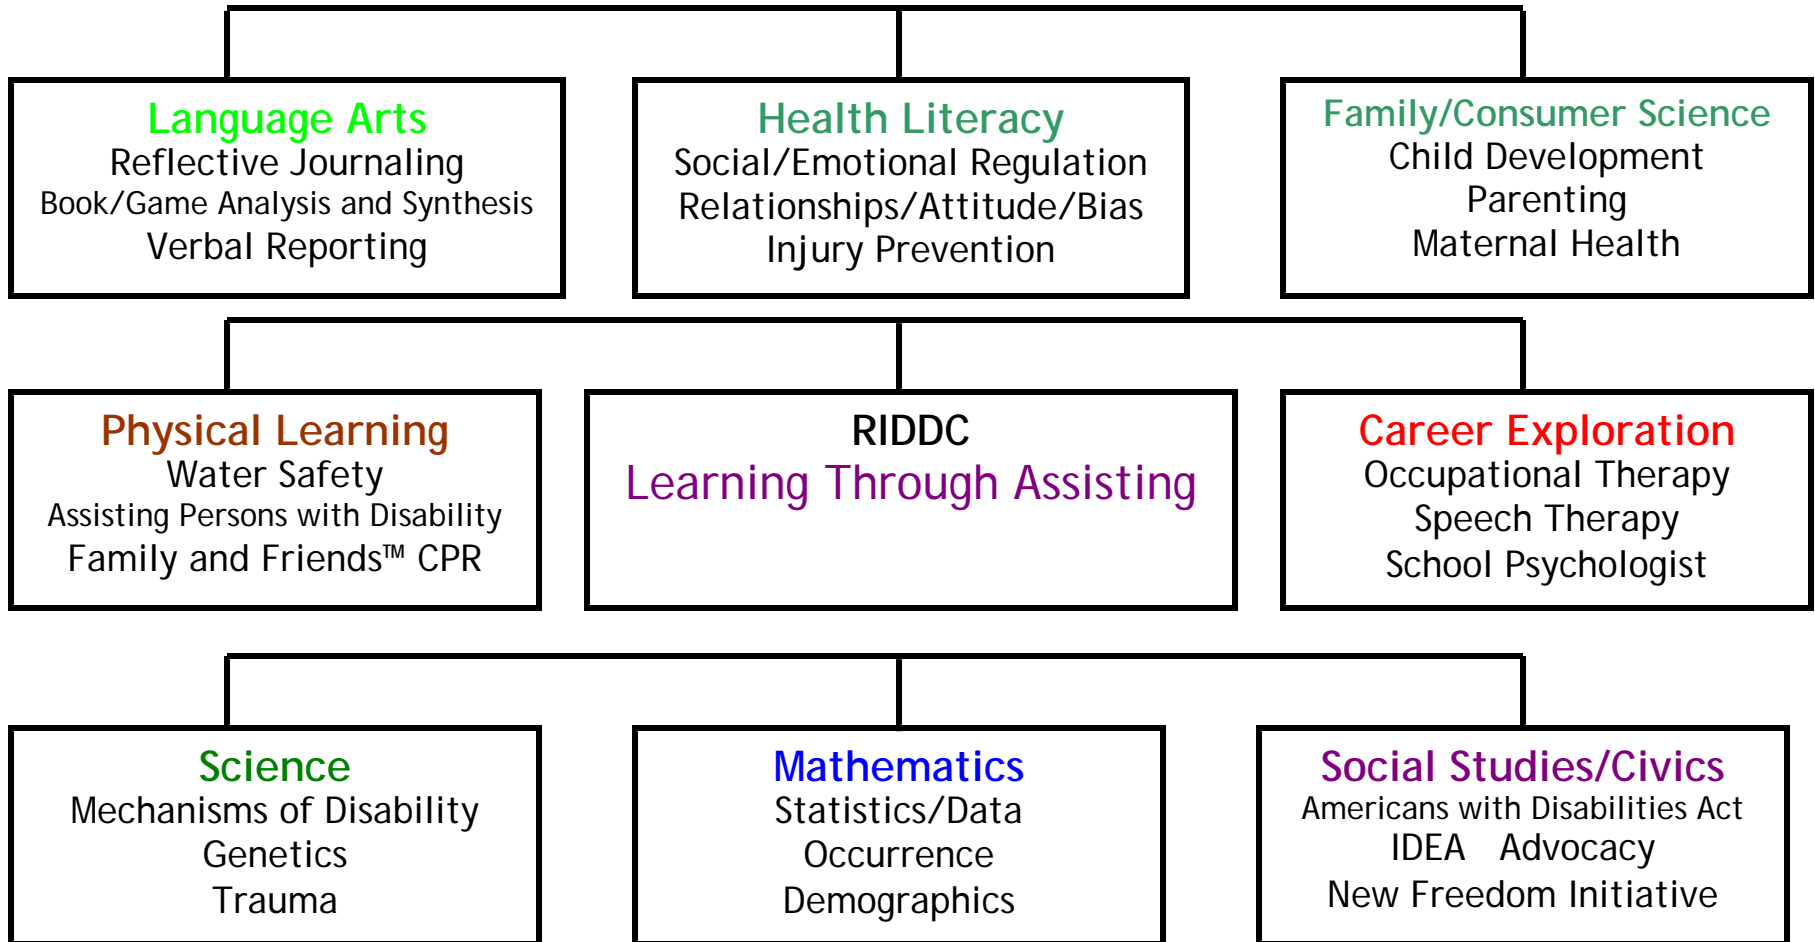 Language Arts
Reflective Journaling
Book/Game Analysis and Synthesis
Verbal Reporting
Health Literacy
Social/Emotional Regulation
Relationships/Attitude/Bias
Injury Prevention
Family/Consumer Science
Child Development
Parenting
Maternal Health
Physical Learning
Water Safety
Assisting Persons with Disability
Family and Friends™ CPR
RIDDC
Learning Through Assisting
Career Exploration
Occupational Therapy
Speech Therapy
School Psychologist
Science
Mechanisms of Disability
Genetics
Trauma
Mathematics
Statistics/Data
Occurrence
Demographics
Social Studies/Civics
Americans with Disabilities Act
IDEA Advocacy
New Freedom Initiative